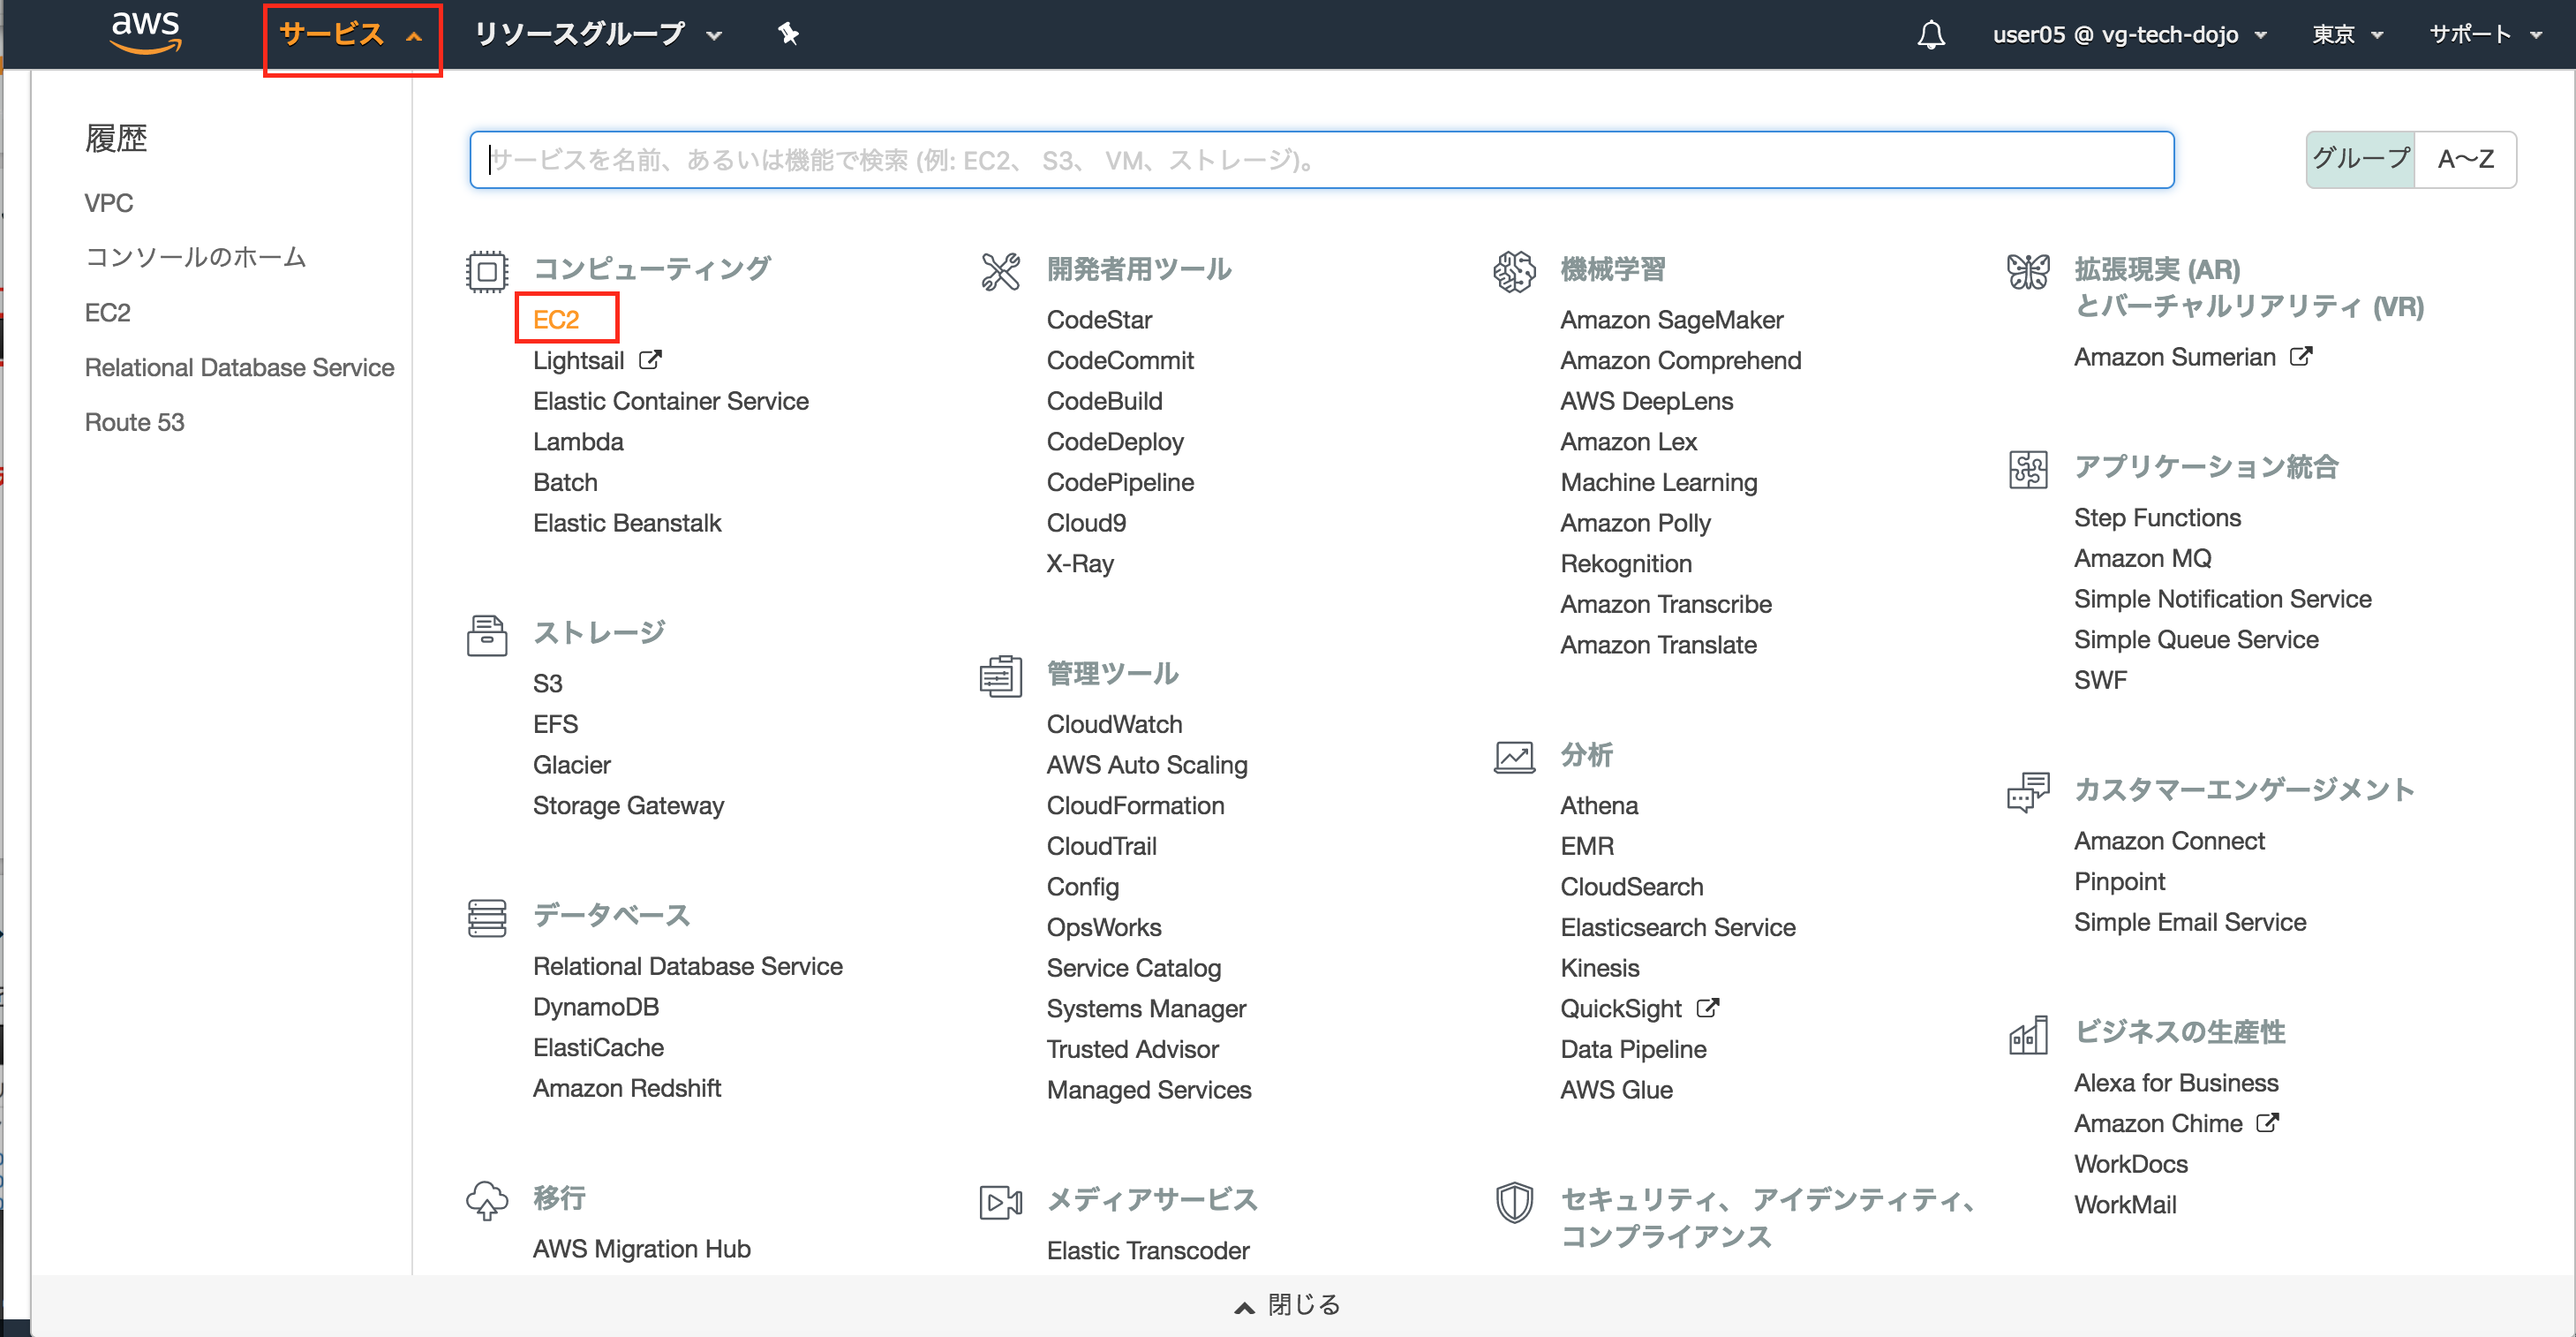 aws
サービス
リソースグループ
user05 @ vg-tech-dojo
東京
サポート
履歴
VPC
コンソールのホーム
EC2
Relational Database Service
Route 53
サービスを名前、あるいは機能で検索 (例: EC2、 S3、 VM、ストレージ)。
グループ
A〜Z
コンピューティング
EC2
Lightsail
Elastic Container Service
Lambda
Batch
Elastic Beanstalk
ストレージ
S3
EFS
Glacier
Storage Gateway
データベース
Relational Database Service
DynamoDB
ElastiCache
Amazon Redshift
移行
AWS Migration Hub
開発者用ツール
CodeStar
CodeCommit
CodeBuild
CodeDeploy
CodePipeline
Cloud9
X-Ray
管理ツール
CloudWatch
AWS Auto Scaling
CloudFormation
CloudTrail
Config
OpsWorks
Service Catalog
Systems Manager
Trusted Advisor
Managed Services
メディアサービス
Elastic Transcoder
機械学習
Amazon SageMaker
Amazon Comprehend
AWS DeepLens
Amazon Lex
Machine Learning
Amazon Polly
Rekognition
Amazon Transcribe
Amazon Translate
分析
Athena
EMR
CloudSearch
Elasticsearch Service
Kinesis
QuickSight
Data Pipeline
AWS Glue
セキュリティ、 アイデンティティ、
コンプライアンス
拡張現実 (AR)
とバーチャルリアリティ (VR)
Amazon Sumerian
アプリケーション統合
Step Functions
Amazon MQ
Simple Notification Service
Simple Queue Service
SWF
カスタマーエンゲージメント
Amazon Connect
Pinpoint
Simple Email Service
ビジネスの生産性
Alexa for Business
Amazon Chime
WorkDocs
WorkMail
閉じる